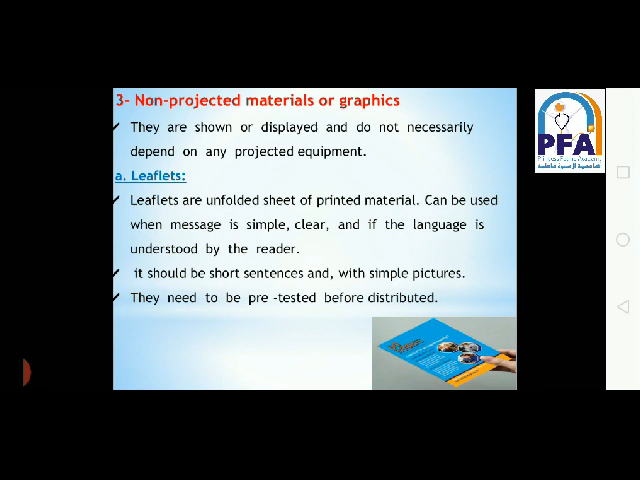 3- Non-projected materials or graphics
✓ They are shown or displayed and do not necessarily
depend on any projected equipment.
a. Leaflets:
✓ Leaflets are unfolded sheet of printed material. Can be used
when message is simple, clear, and if the language is
understood by the reader.
✓ it should be short sentences and, with simple pictures.
✓ They need to be pre -tested before distributed.
PFA